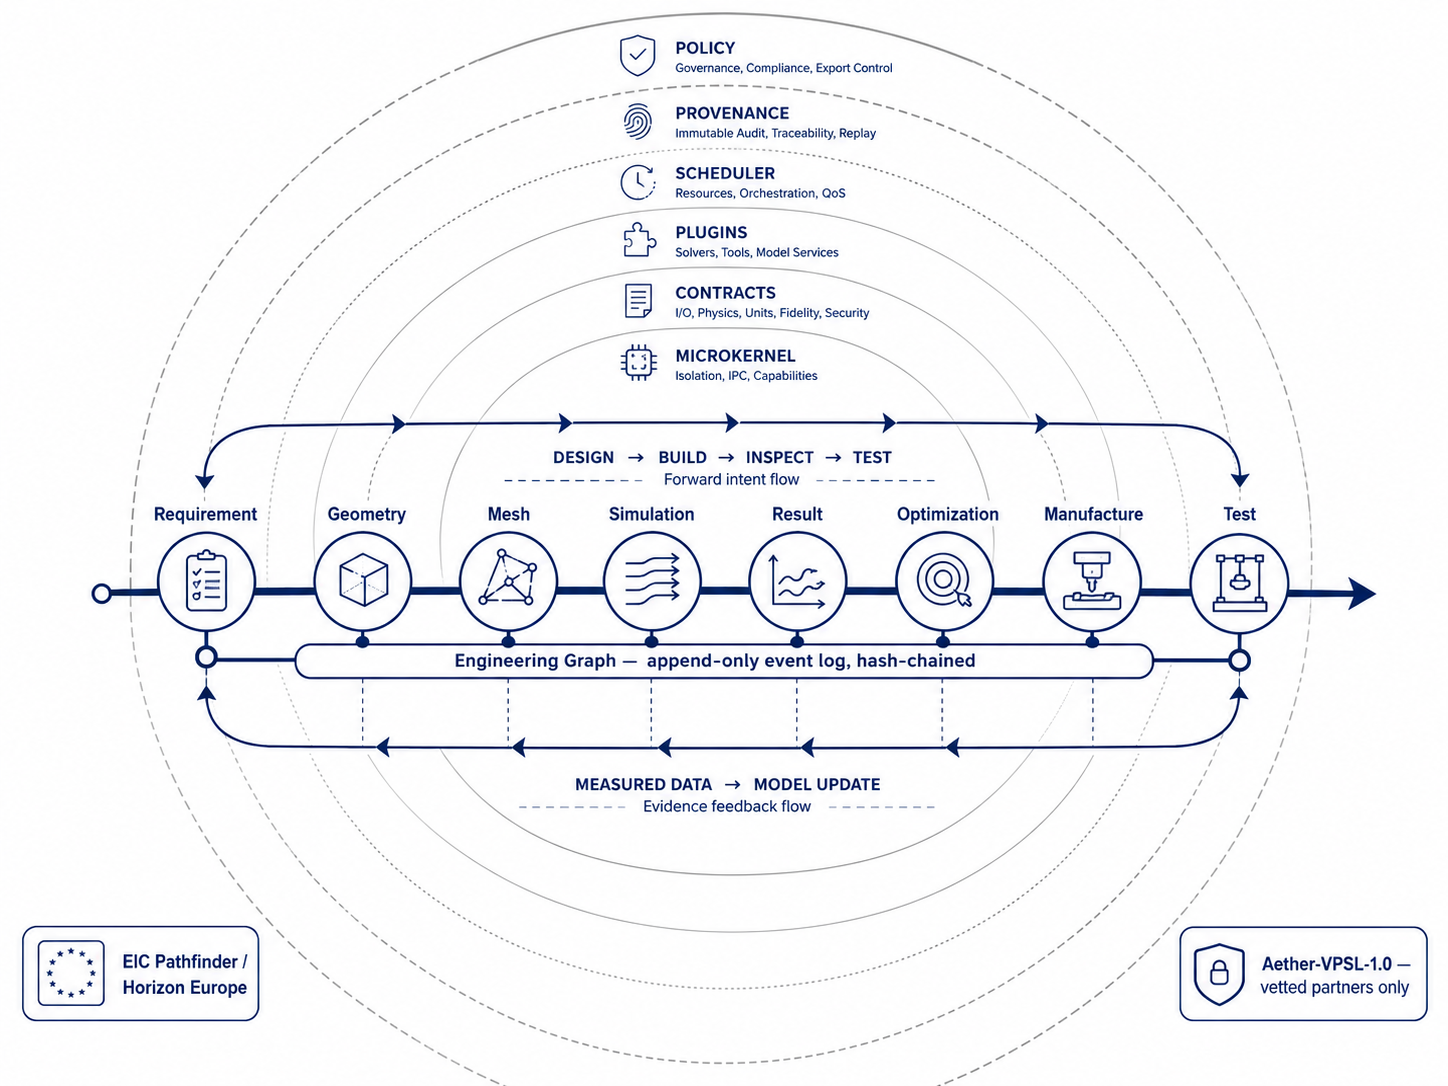 POLICY
Governance, Compliance, Export Control
PROVENANCE
Immutable Audit, Traceability, Replay
SCHEDULER
Resources, Orchestration, QoS
PLUGINS
Solvers, Tools, Model Services
CONTRACTS
I/O, Physics, Units, Fidelity, Security
MICROKERNEL
Isolation, IPC, Capabilities
DESIGN → BUILD → INSPECT → TEST
Forward intent flow
Requirement Geometry Mesh Simulation Result Optimization Manufacture Test
Engineering Graph — append-only event log, hash-chained
MEASURED DATA → MODEL UPDATE
Evidence feedback flow
EIC Pathfinder /
Horizon Europe
Aether-VPSL-1.0 —
vetted partners only